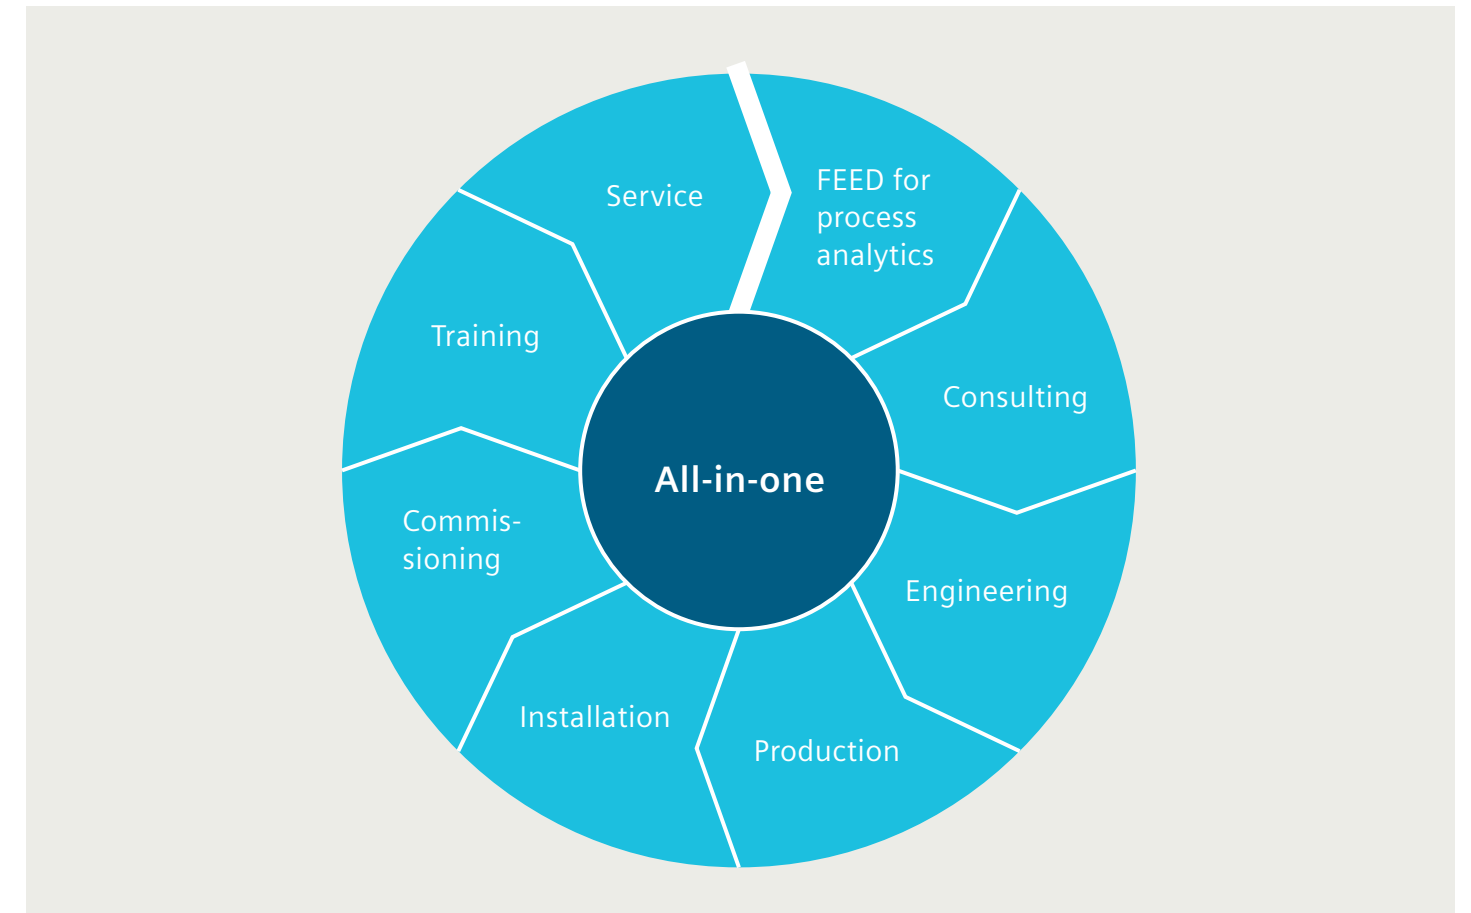 FEED for
process
analytics
Consulting
Engineering
Production
Installation
Commis-
sioning
Training
Service
All-in-one